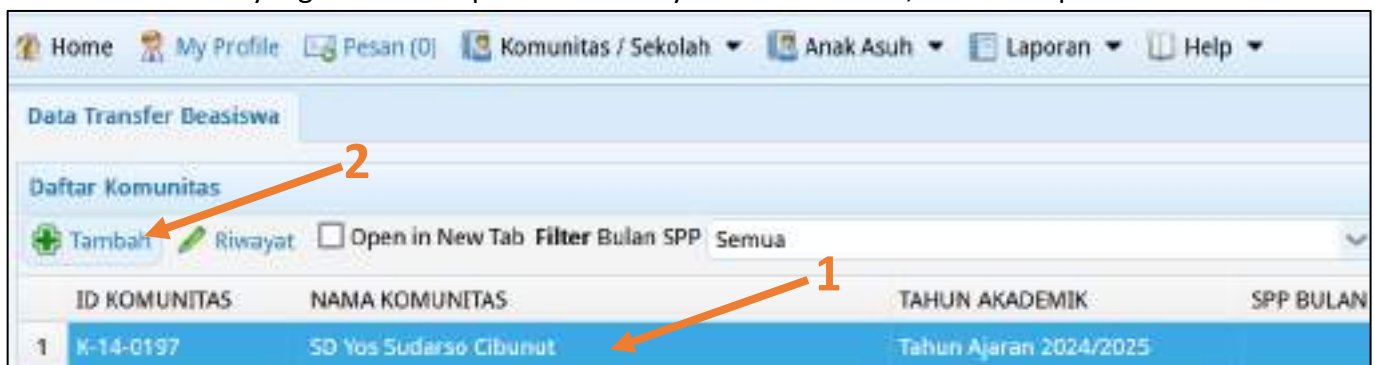 Home My Profile Pesan (0) Komunitas / Sekolah Anak Asuh Laporan Help
Data Transfer Beasiswa
2
Daftar Komunitas
Tambah Riwayat Open in New Tab Filter Bulan SPP Semua
1
ID KOMUNITAS NAMA KOMUNITAS TAHUN AKADEMIK SPP BULAN
1 K-14-0197 SD Yos Sudarso Cibunut Tahun Ajaran 2024/2025